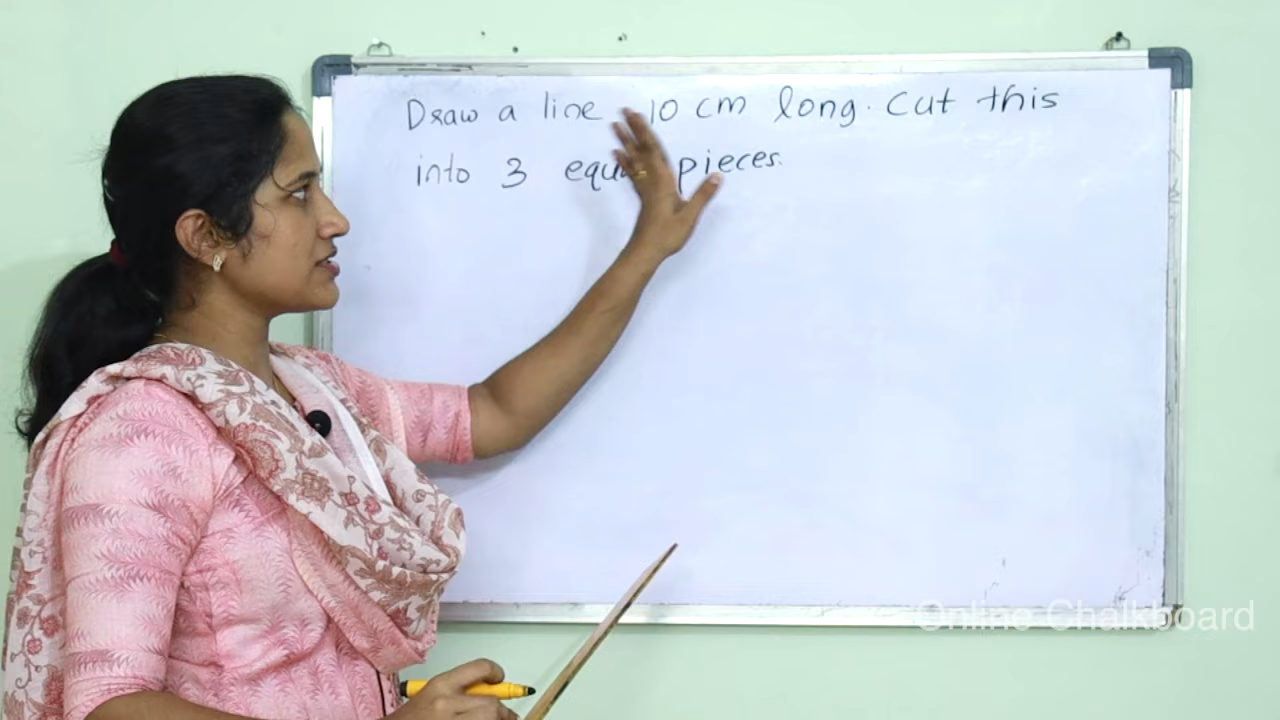 Draw a line 10 cm long. Cut this
into 3 pieces.
Online Chalkboard